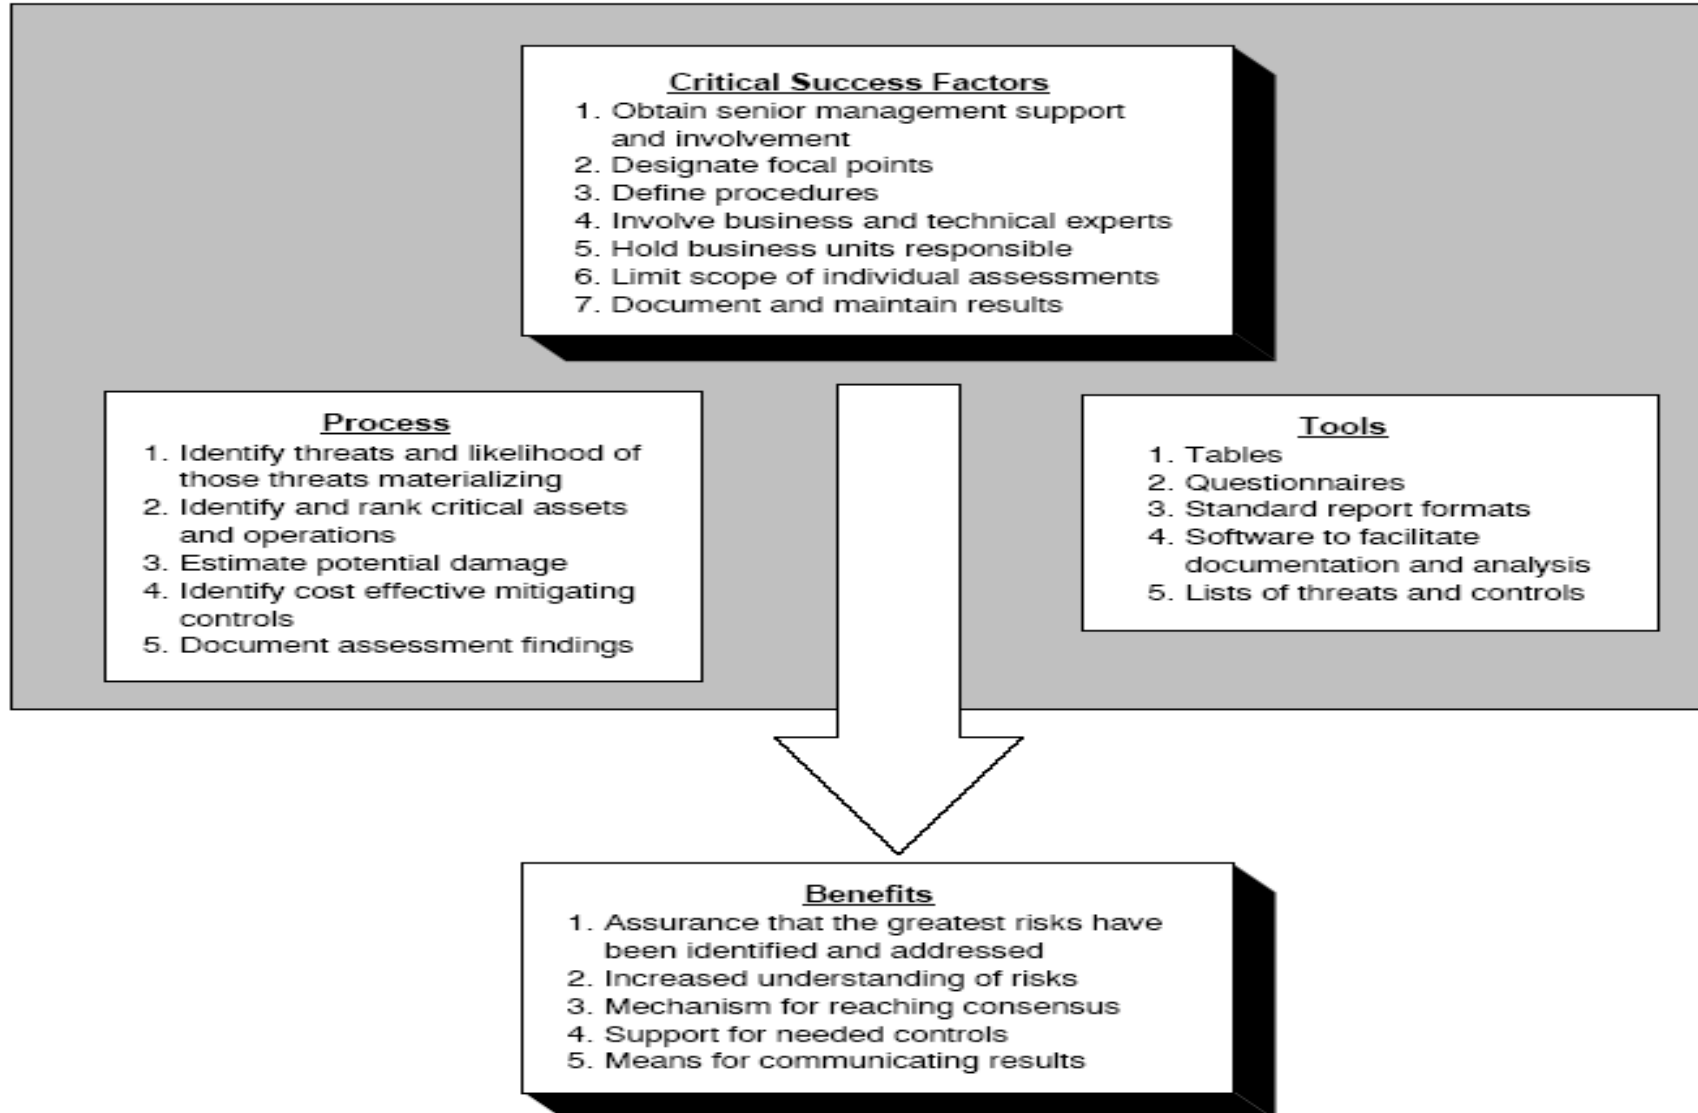 Critical Success Factors
1. Obtain senior management support
and involvement
2. Designate focal points
3. Define procedures
4. Involve business and technical experts
5. Hold business units responsible
6. Limit scope of individual assessments
7. Document and maintain results
Process
1. Identify threats and likelihood of
those threats materializing
2. Identify and rank critical assets
and operations
3. Estimate potential damage
4. Identify cost effective mitigating
controls
5. Document assessment findings
Tools
1. Tables
2. Questionnaires
3. Standard report formats
4. Software to facilitate
documentation and analysis
5. Lists of threats and controls
Benefits
1. Assurance that the greatest risks have
been identified and addressed
2. Increased understanding of risks
3. Mechanism for reaching consensus
4. Support for needed controls
5. Means for communicating results